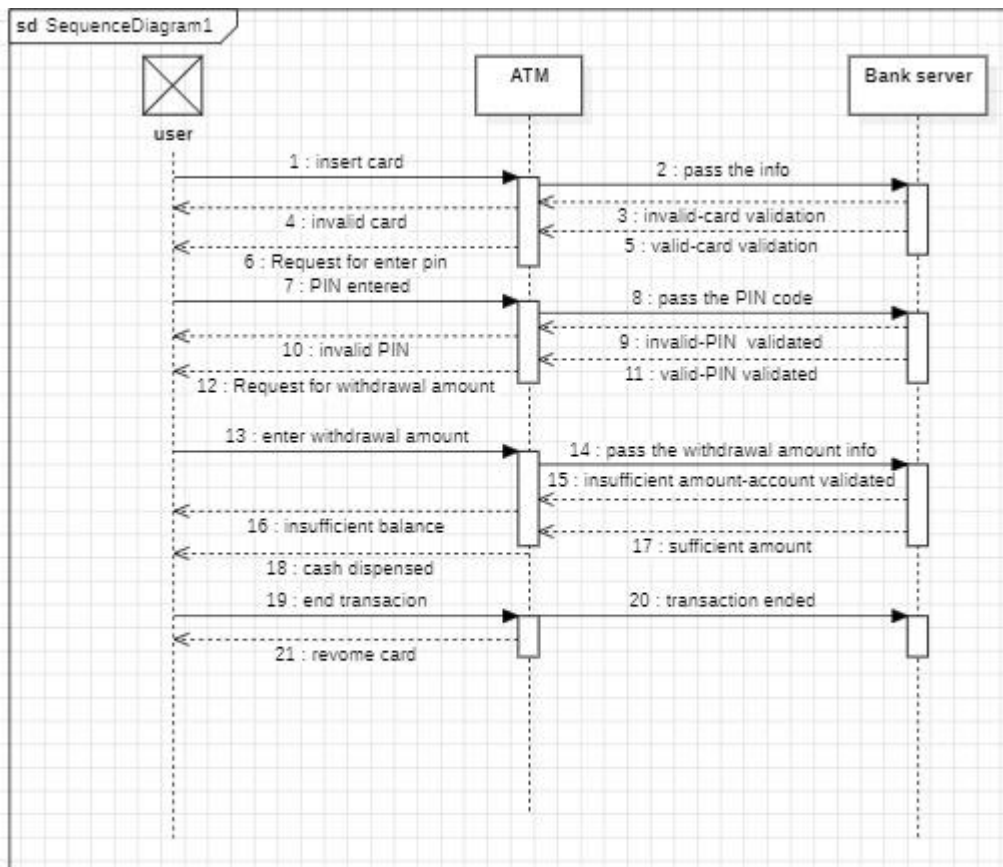 sd SequenceDiagram1
ATM
Bank server
user
1 : insert card
2 : pass the info
3 : invalid-card validation
4 : invalid card
5 : valid-card validation
6 : Request for enter pin
7 : PIN entered
8 : pass the PIN code
9 : invalid-PIN validated
10 : invalid PIN
11 : valid-PIN validated
12 : Request for withdrawal amount
13 : enter withdrawal amount
14 : pass the withdrawal amount info
15 : insufficient amount-account validated
16 : insufficient balance
17 : sufficient amount
18 : cash dispensed
19 : end transacion
20 : transaction ended
21 : revome card